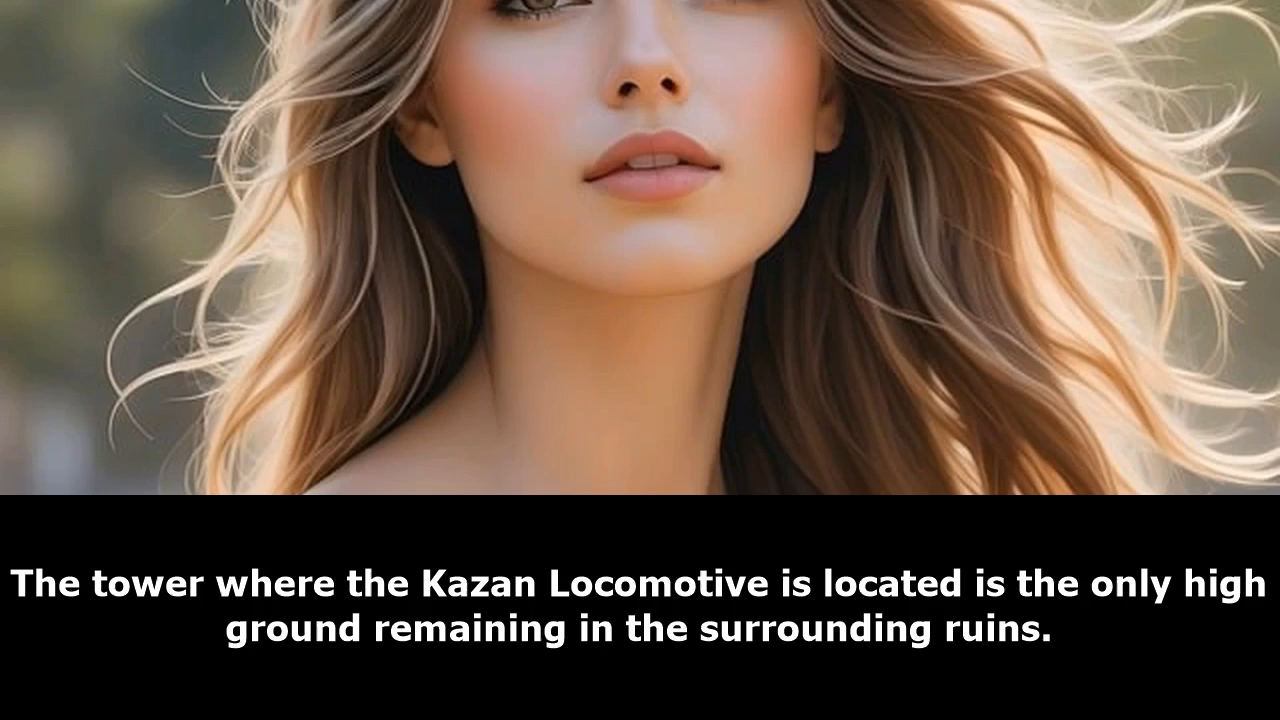 The tower where the Kazan Locomotive is located is the only high
ground remaining in the surrounding ruins.